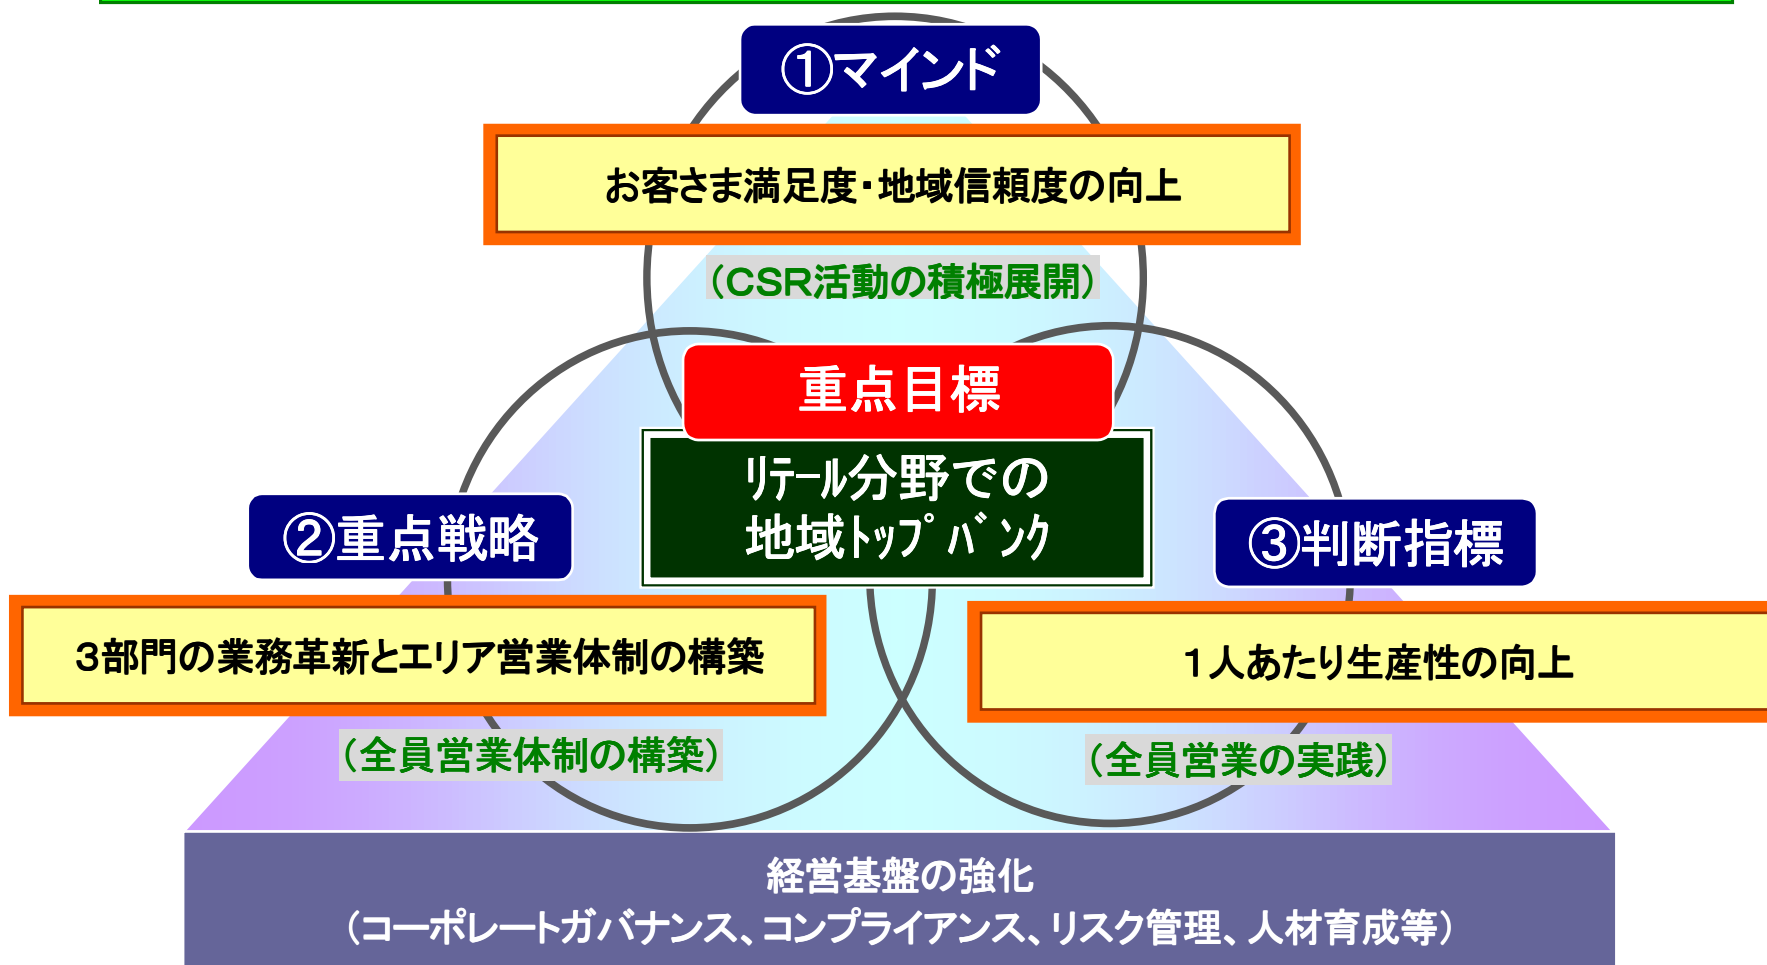 ①マインド
お客さま満足度・地域信頼度の向上
（ＣＳＲ活動の積極展開）
重点目標
ﾘﾃｰﾙ分野での
地域ﾄｯﾌﾟﾊﾞﾝｸ
②重点戦略
３部門の業務革新とエリア営業体制の構築
（全員営業体制の構築）
③判断指標
１人あたり生産性の向上
（全員営業の実践）
経営基盤の強化
（コーポレートガバナンス、コンプライアンス、リスク管理、人材育成等）